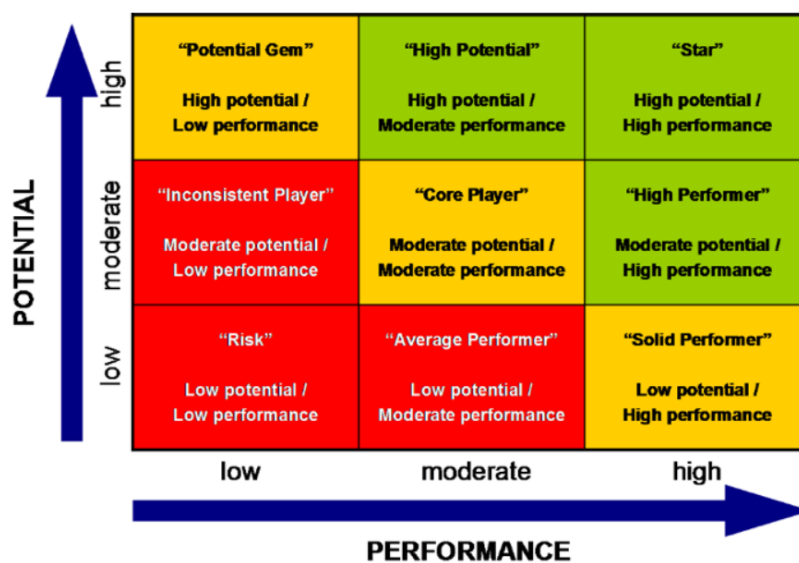 POTENTIAL
high
moderate
low
“Potential Gem”
High potential /
Low performance
“High Potential”
High potential /
Moderate performance
“Star”
High potential /
High performance
“Inconsistent Player”
Moderate potential /
Low performance
“Core Player”
Moderate potential /
Moderate performance
“High Performer”
Moderate potential /
High performance
“Risk”
Low potential /
Low performance
“Average Performer”
Low potential /
Moderate performance
“Solid Performer”
Low potential /
High performance
low
moderate
high
PERFORMANCE